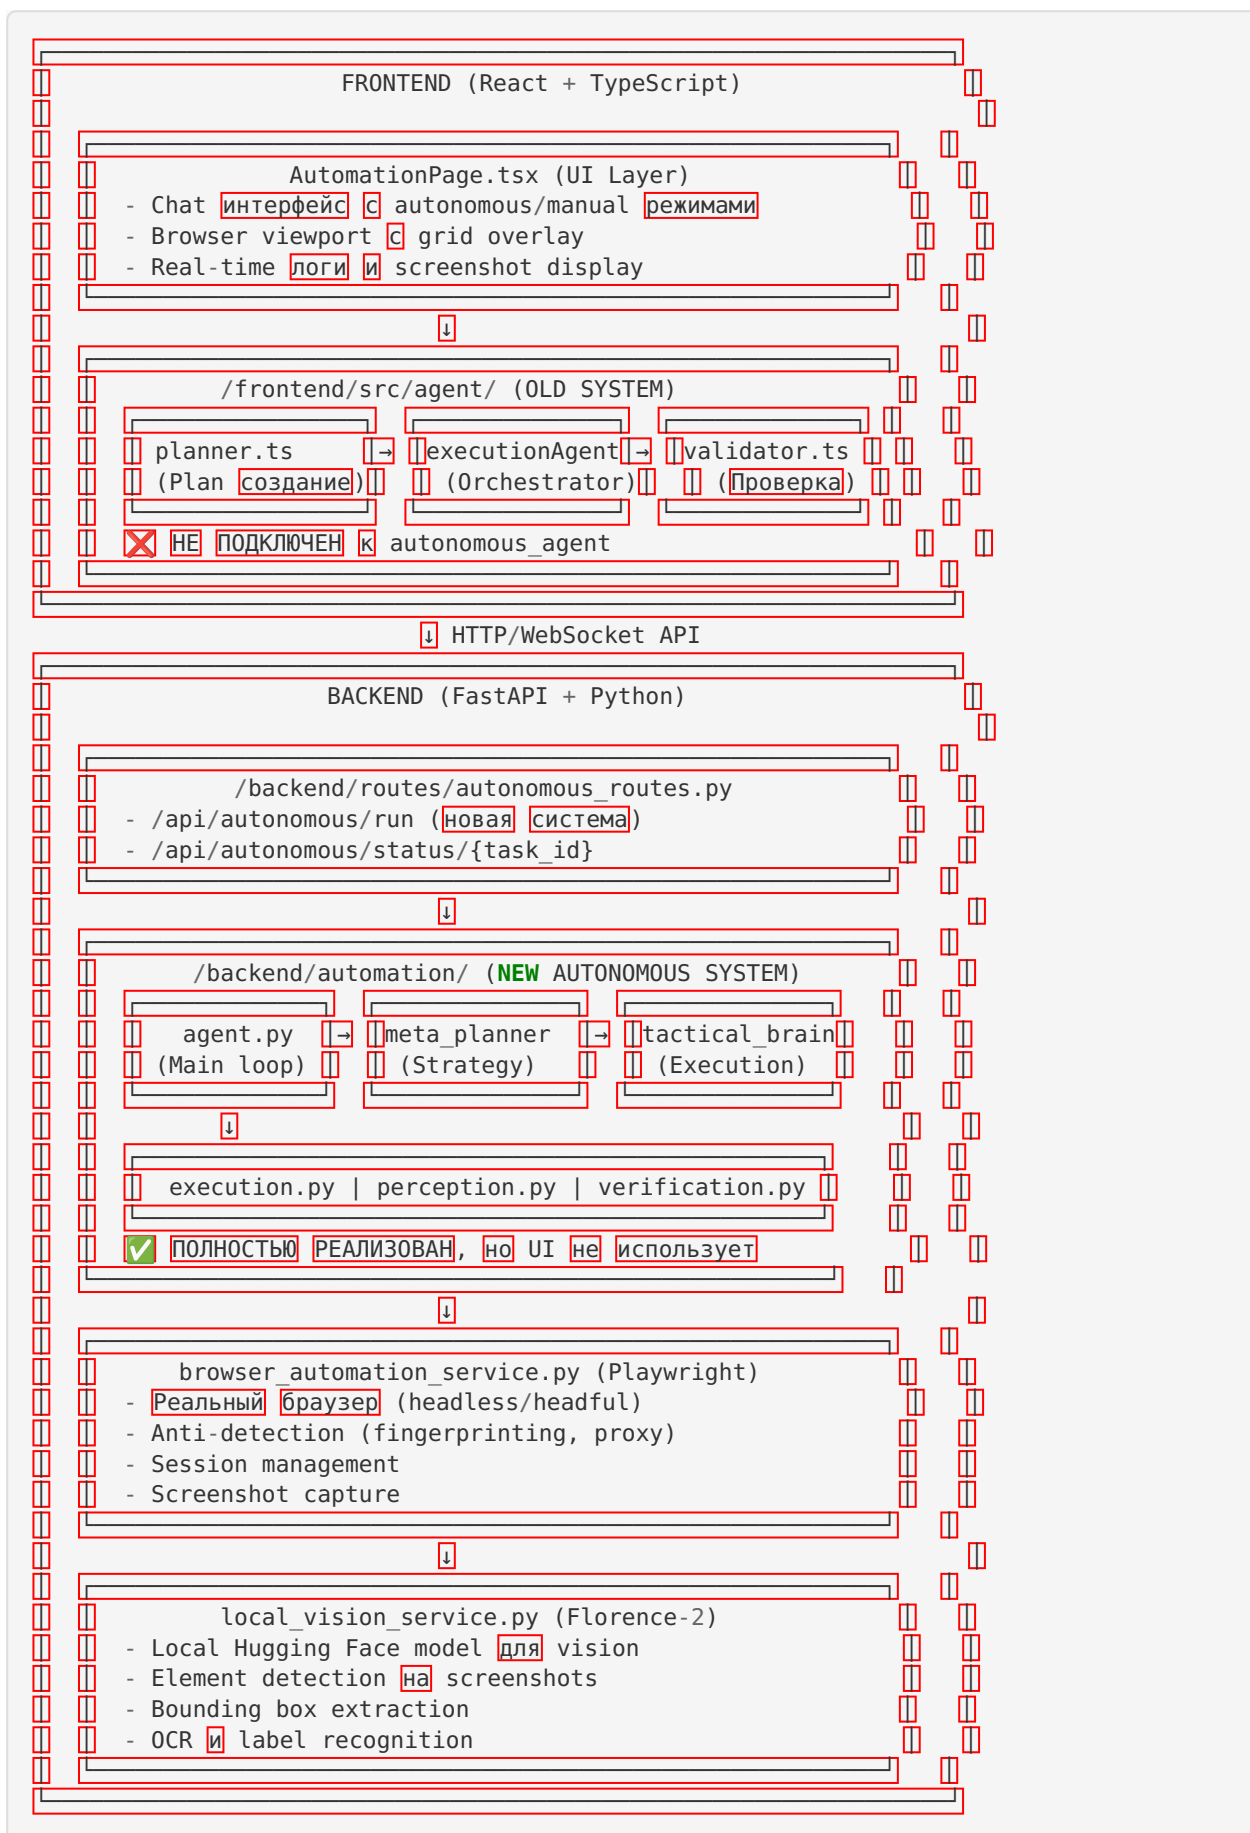 FRONTEND (React + TypeScript)
AutomationPage.tsx (UI Layer)
- Chat интерфейс с autonomous/manual режимами
- Browser viewport с grid overlay
- Real-time логи и screenshot display
↓
/frontend/src/agent/ (OLD SYSTEM)
planner.ts │→ │executionAgent│→ │validator.ts
(Plan создание) (Orchestrator) (Проверка)
❌ НЕ ПОДКЛЮЧЕН к autonomous_agent
↓ HTTP/WebSocket API
BACKEND (FastAPI + Python)
/backend/routes/autonomous_routes.py
- /api/autonomous/run (новая система)
- /api/autonomous/status/{task_id}
↓
/backend/automation/ (NEW AUTONOMOUS SYSTEM)
agent.py │→ │meta_planner │→ │tactical_brain│
(Main loop) (Strategy) (Execution)
↓
execution.py | perception.py | verification.py
✅ ПОЛНОСТЬЮ РЕАЛИЗОВАН, но UI не использует
↓
browser_automation_service.py (Playwright)
- Реальный браузер (headless/headful)
- Anti-detection (fingerprinting, proxy)
- Session management
- Screenshot capture
↓
local_vision_service.py (Florence-2)
- Local Hugging Face model для vision
- Element detection на screenshots
- Bounding box extraction
- OCR и label recognition